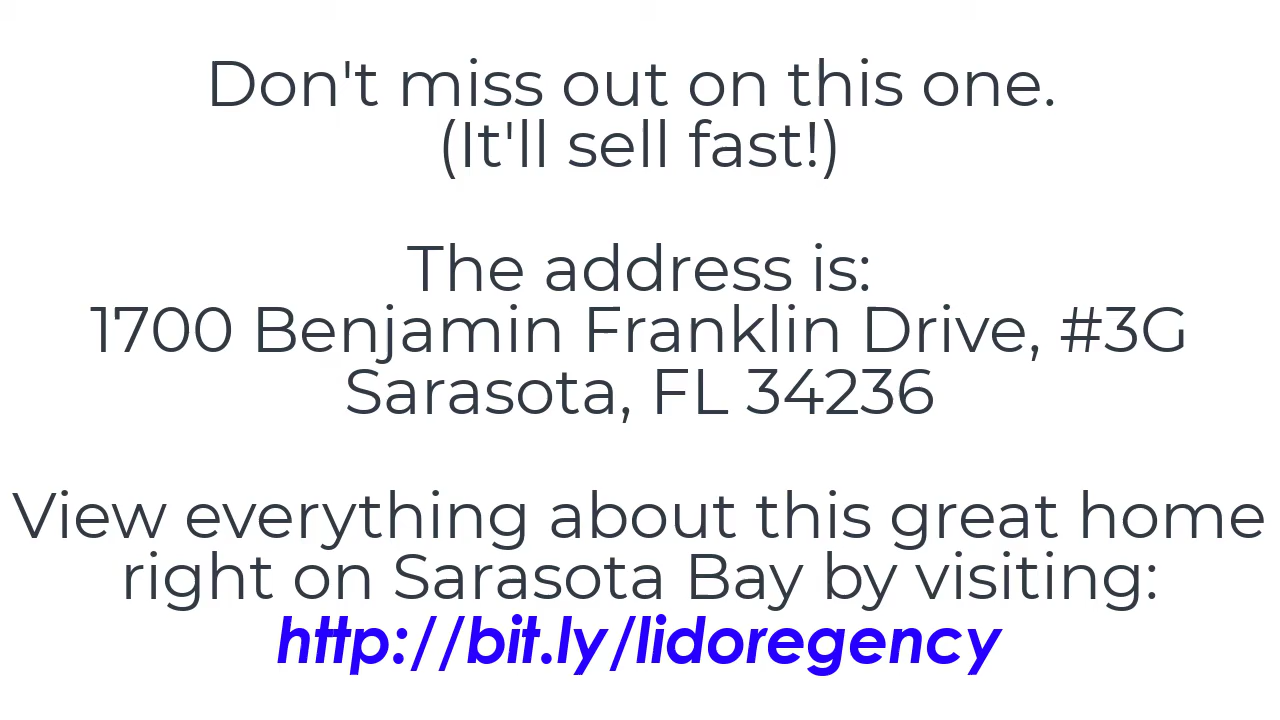 Don't miss out on this one.
(It'll sell fast!)
The address is:
1700 Benjamin Franklin Drive, #3G
Sarasota, FL 34236
View everything about this great home
right on Sarasota Bay by visiting:
http://bit.ly/lidoregency